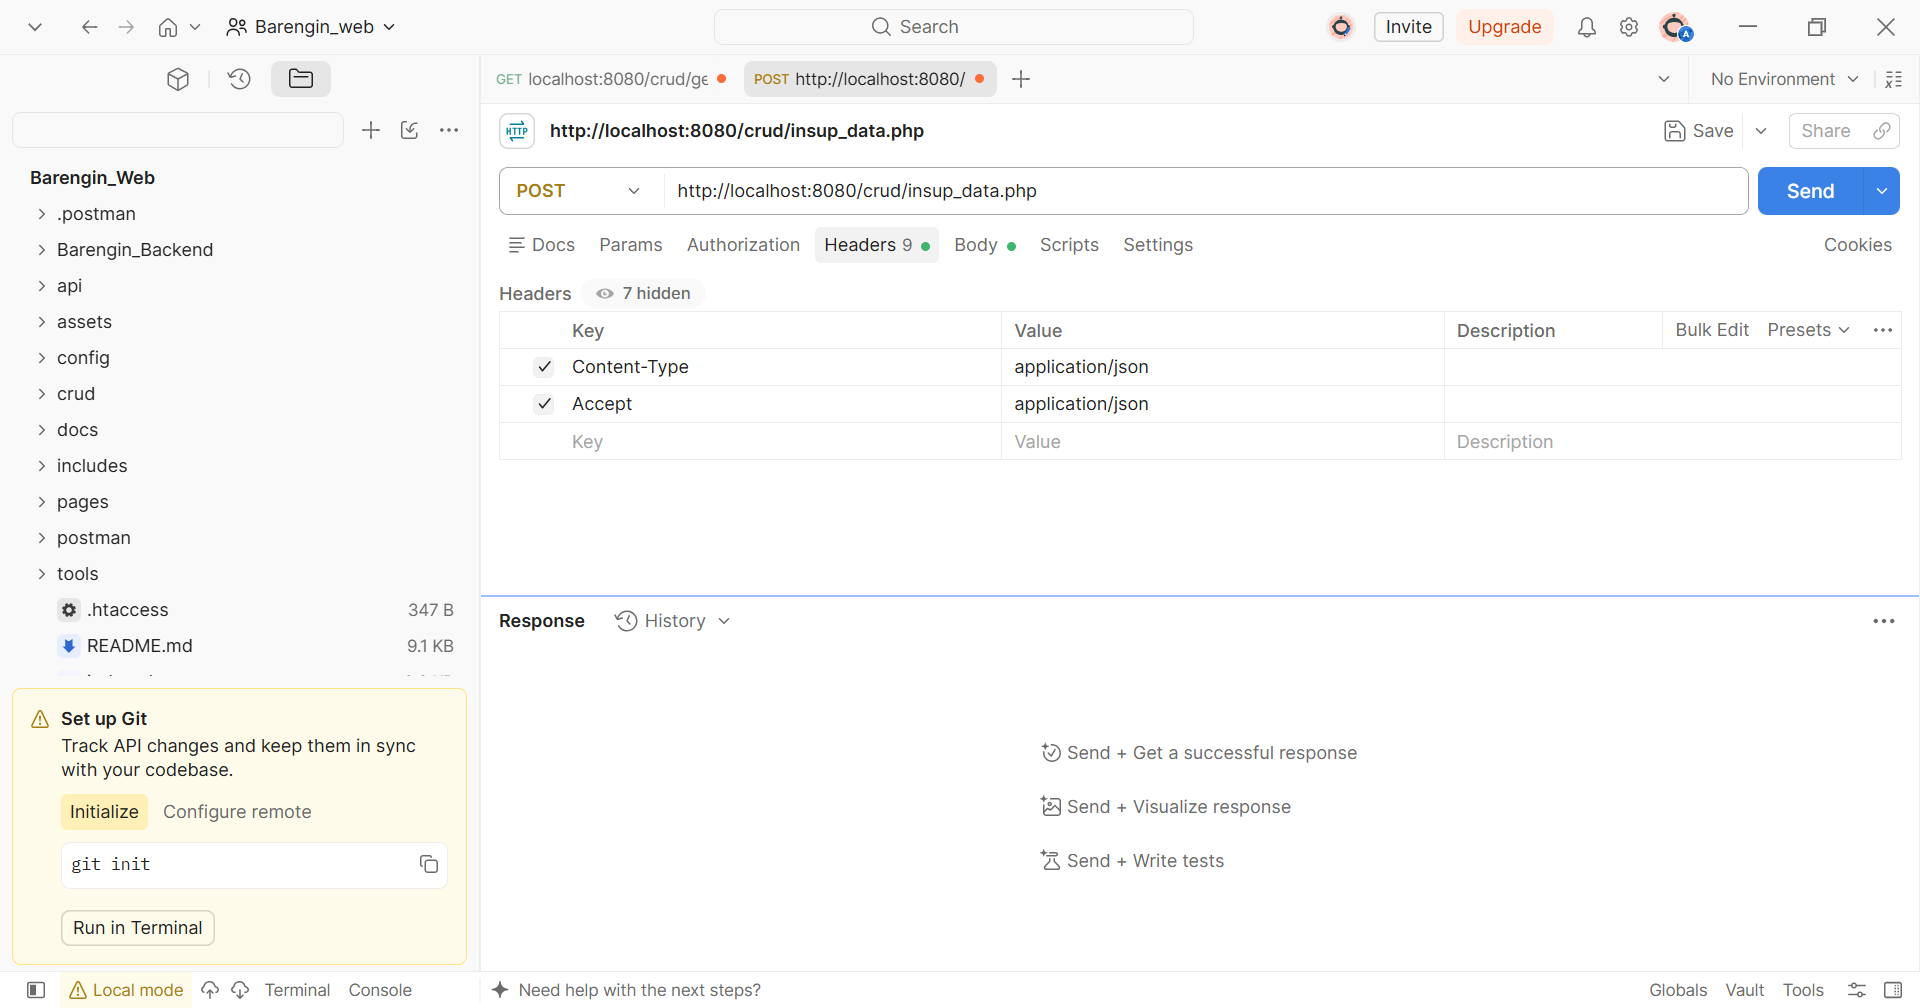 Barengin_web
Search
Invite
Upgrade
GET localhost:8080/crud/ge
POST http://localhost:8080/
No Environment
HTTP
http://localhost:8080/crud/insup_data.php
Save
Share
Barengin_Web
POST
http://localhost:8080/crud/insup_data.php
Send
.postman
Barengin_Backend
Docs
Params
Authorization
Headers 9
Body
Scripts
Settings
Cookies
api
Headers
7 hidden
assets
Key
Value
Description
Bulk Edit
Presets
config
Content-Type
application/json
crud
Accept
application/json
docs
Key
Value
Description
includes
pages
postman
tools
.htaccess
347 B
Response
History
README.md
9.1 KB
Set up Git
Track API changes and keep them in sync
with your codebase.
Initialize
Configure remote
git init
Run in Terminal
Send + Get a successful response
Send + Visualize response
Send + Write tests
A
Local mode
Terminal
Console
Need help with the next steps?
Globals
Vault
Tools